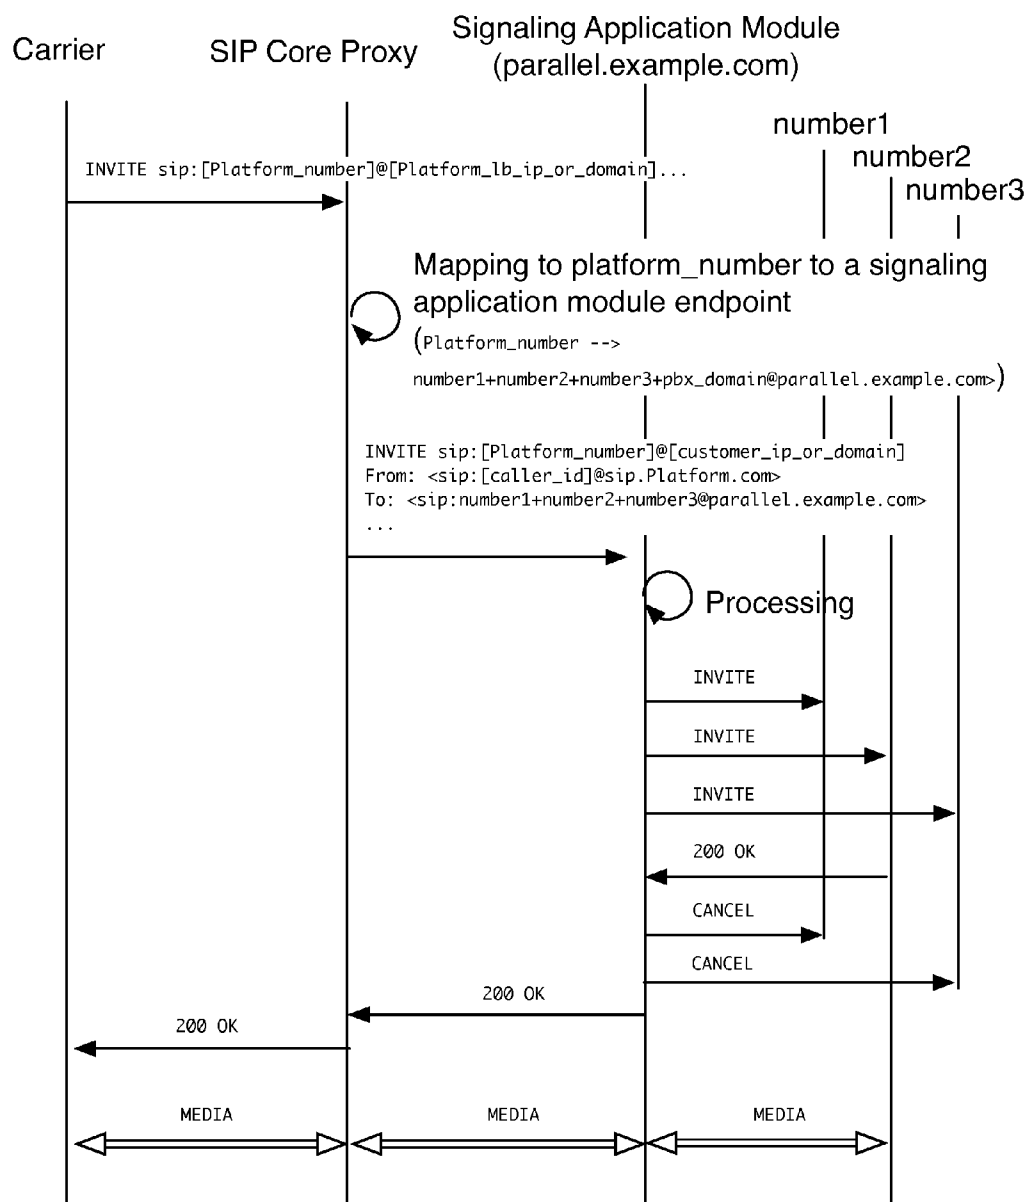 Carrier
SIP Core Proxy
Signaling Application Module
(parallel.example.com)
number1
number2
number3
INVITE sip:[Platform_number]@[Platform_lb_ip_or_domain]...
Mapping to platform_number to a signaling
application module endpoint
(Platform_number -->
number1+number2+number3+pbx_domain@parallel.example.com>)
INVITE sip:[Platform_number]@[customer_ip_or_domain]
From: <sip:[caller_id]@sip.Platform.com>
To: <sip:number1+number2+number3@parallel.example.com>
...
Processing
INVITE
INVITE
INVITE
200 OK
CANCEL
CANCEL
200 OK
200 OK
MEDIA
MEDIA
MEDIA